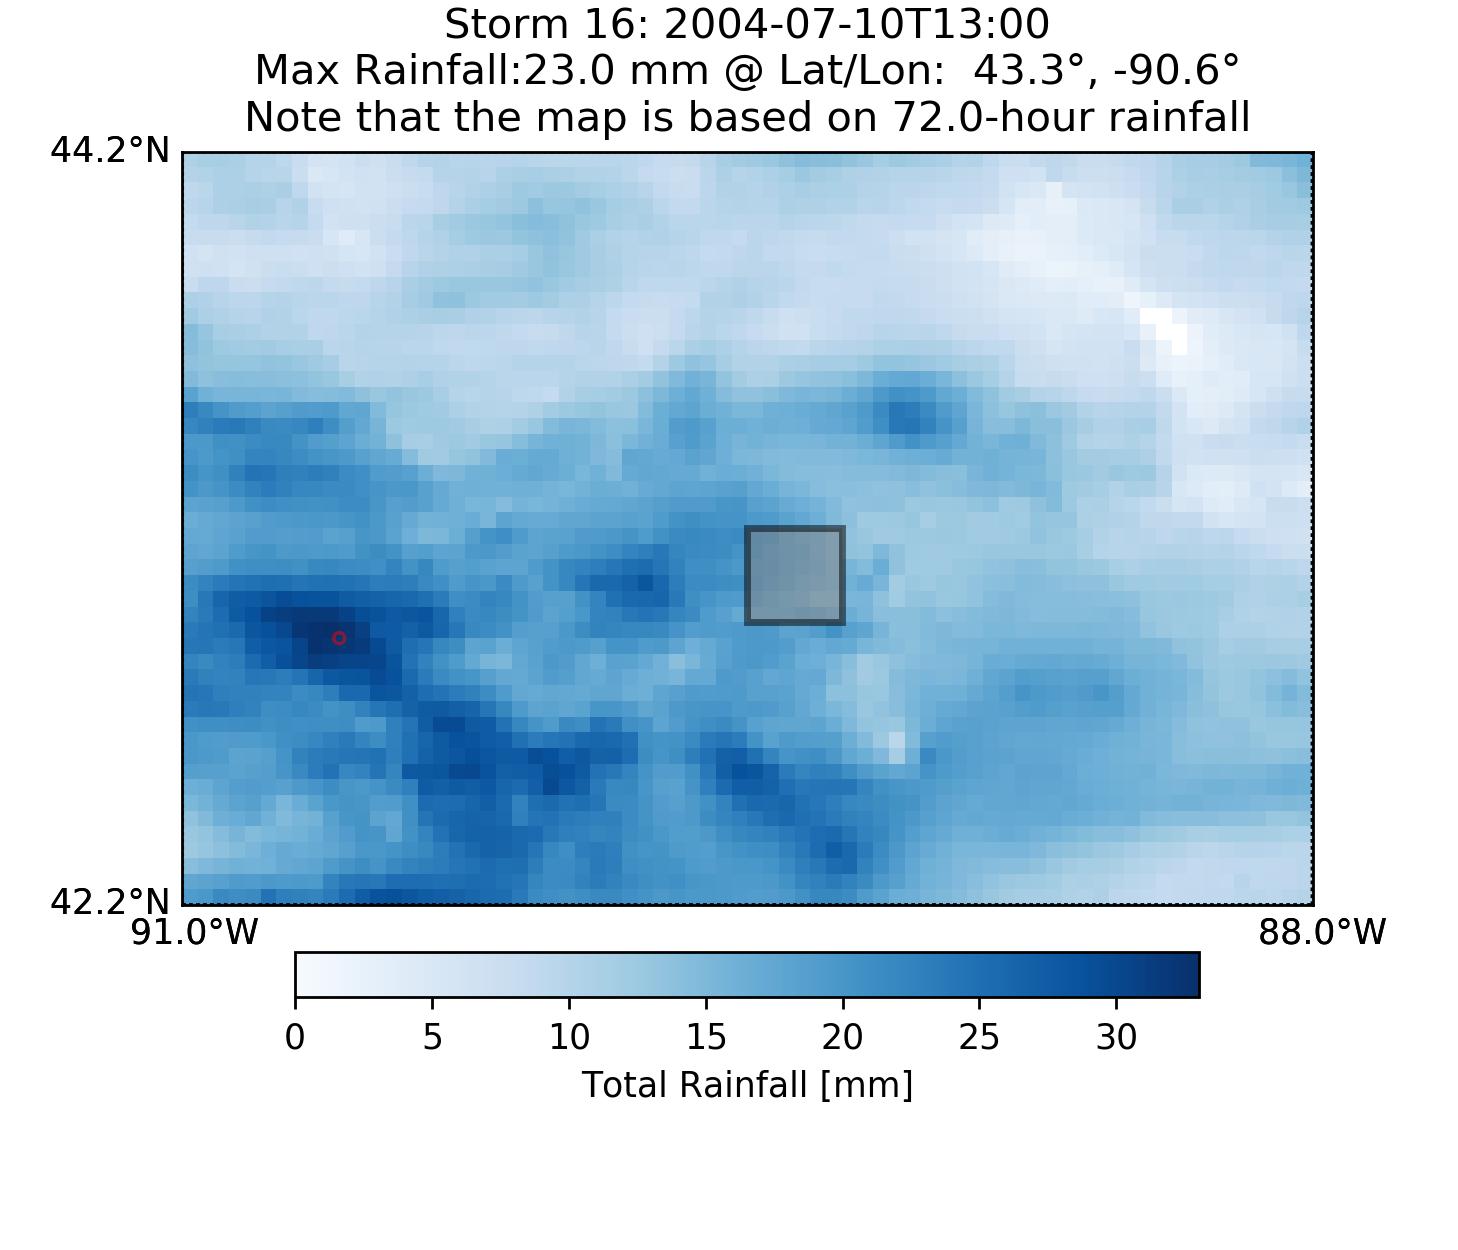 Storm 16: 2004-07-10T13:00
Max Rainfall:23.0 mm @ Lat/Lon:  43.3°, -90.6°
Note that the map is based on 72.0-hour rainfall
44.2°N
42.2°N
91.0°W 88.0°W
0 5 10 15 20 25 30
Total Rainfall [mm]